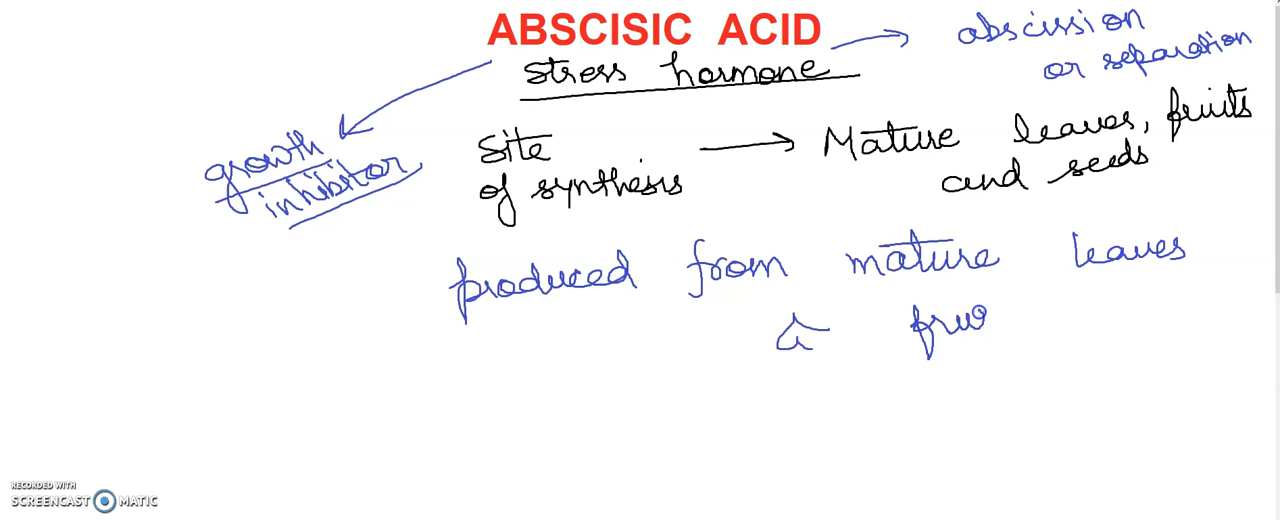 ABSCISIC ACID
stress hormone
abscission
or separation
growth
inhibitor
site
of synthesis
Mature leaves, fruits
and seeds
produced from mature leaves
fru
RECORDED WITH
SCREENCAST MATIC